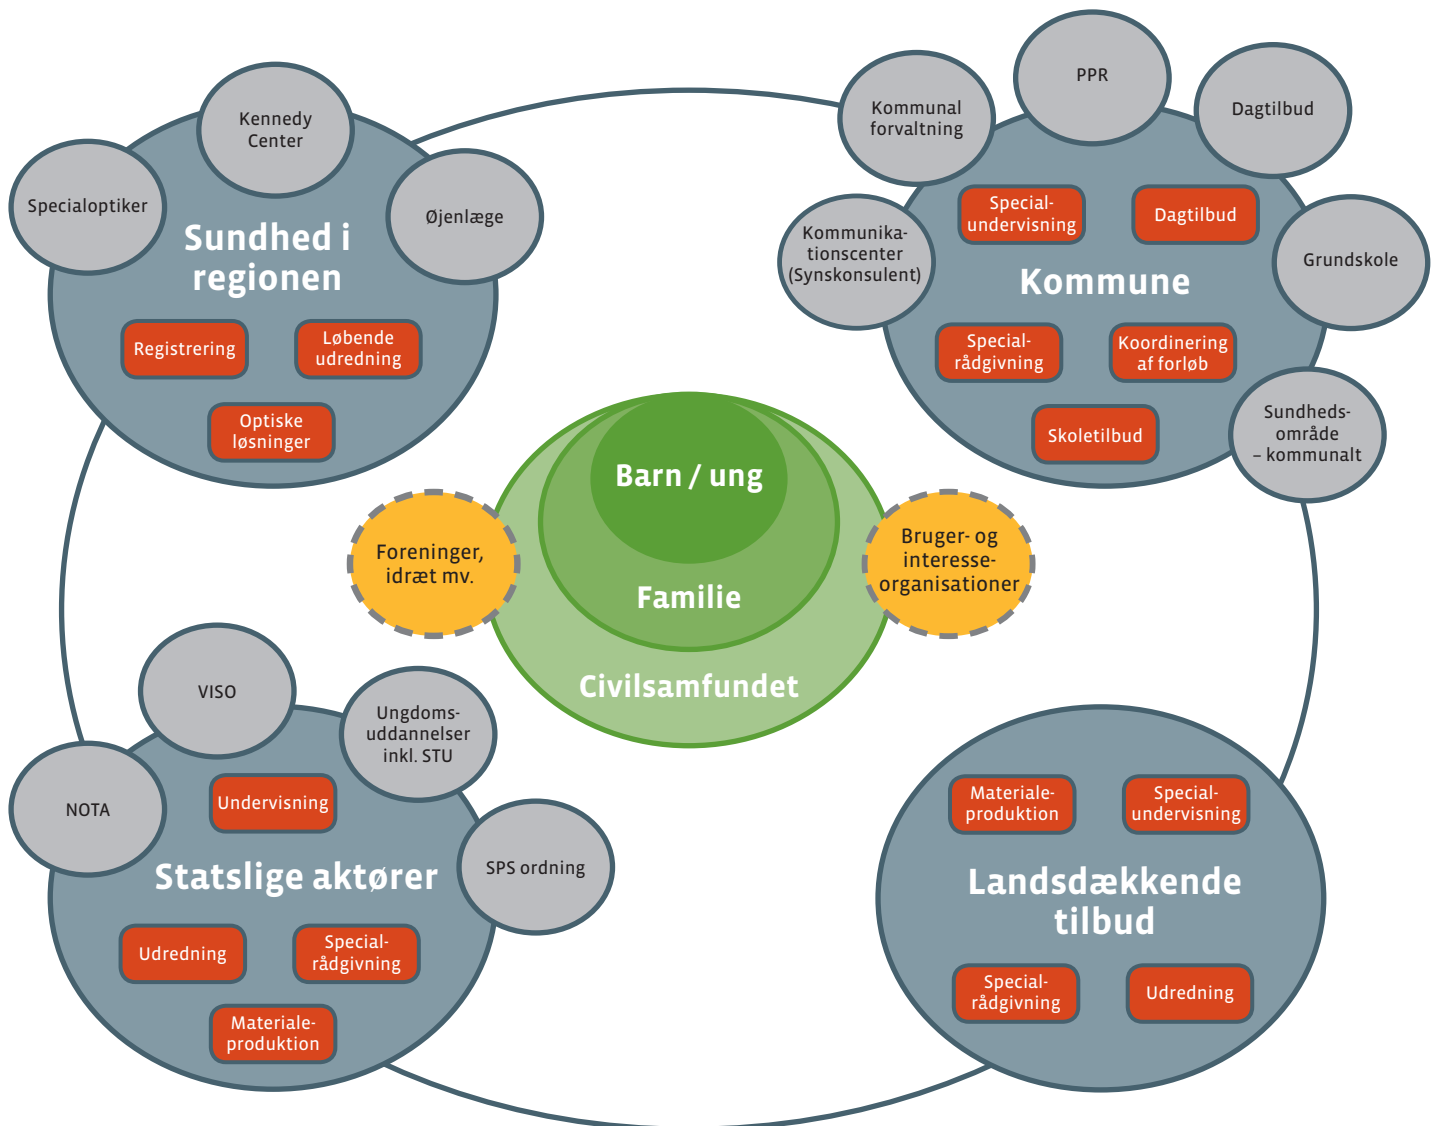 Kennedy
Center
Specialoptiker
Øjenlæge
Sundhed i
regionen
Registrering
Løbende
udredning
Optiske
løsninger
PPR
Kommunal
forvaltning
Dagtilbud
Kommunika-
tionscenter
(Synskonsulent)
Grundskole
Special-
undervisning
Dagtilbud
Kommune
Special-
rådgivning
Koordinering
af forløb
Skoletilbud
Sundheds-
område
– kommunalt
Barn / ung
Familie
Civilsamfundet
Foreninger,
idræt mv.
Bruger- og
interesse-
organisationer
VISO
Ungdoms-
uddannelser
inkl. STU
NOTA
SPS ordning
Undervisning
Statslige aktører
Udredning
Special-
rådgivning
Materiale-
produktion
Materiale-
produktion
Special-
undervisning
Landsdækkende
tilbud
Special-
rådgivning
Udredning